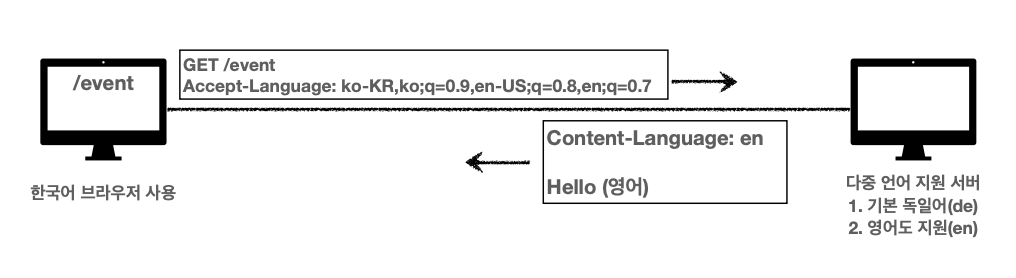 /event
GET /event
Accept-Language: ko-KR,ko;q=0.9,en-US;q=0.8,en;q=0.7
Content-Language: en
Hello (영어)
한국어 브라우저 사용
다중 언어 지원 서버
1. 기본 독일어(de)
2. 영어도 지원(en)